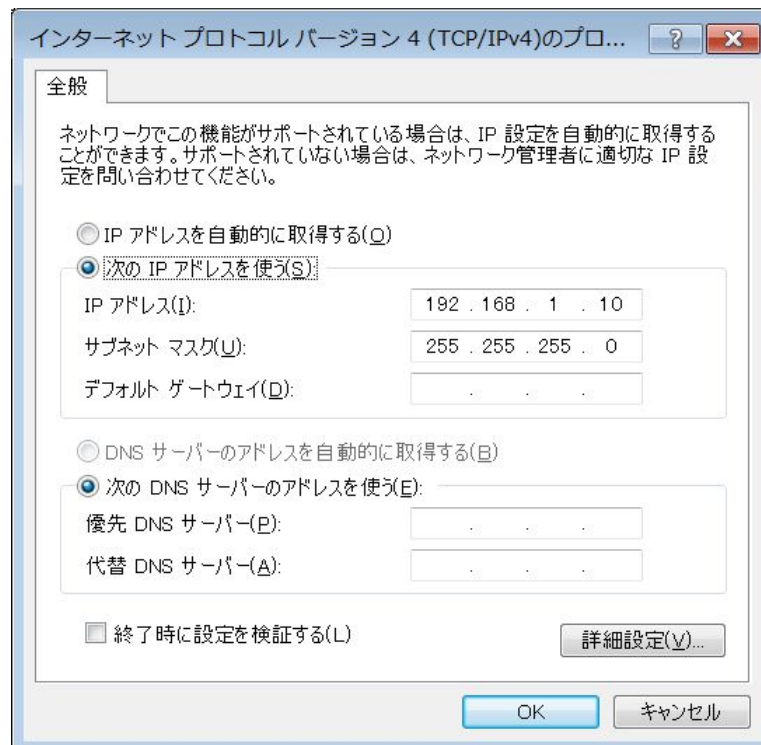 インターネット プロトコル バージョン 4 (TCP/IPv4)のプロ...
全般
ネットワークでこの機能がサポートされている場合は、IP 設定を自動的に取得する
ことができます。サポートされていない場合は、ネットワーク管理者に適切な IP 設
定を問い合わせてください。
IP アドレスを自動的に取得する(O)
次の IP アドレスを使う(S):
IP アドレス(I): 192 . 168 . 1 . 10
サブネット マスク(U): 255 . 255 . 255 . 0
デフォルト ゲートウェイ(D): . . .
DNS サーバーのアドレスを自動的に取得する(B)
次の DNS サーバーのアドレスを使う(E):
優先 DNS サーバー(P): . . .
代替 DNS サーバー(A): . . .
終了時に設定を検証する(L)
詳細設定(V)...
OK キャンセル